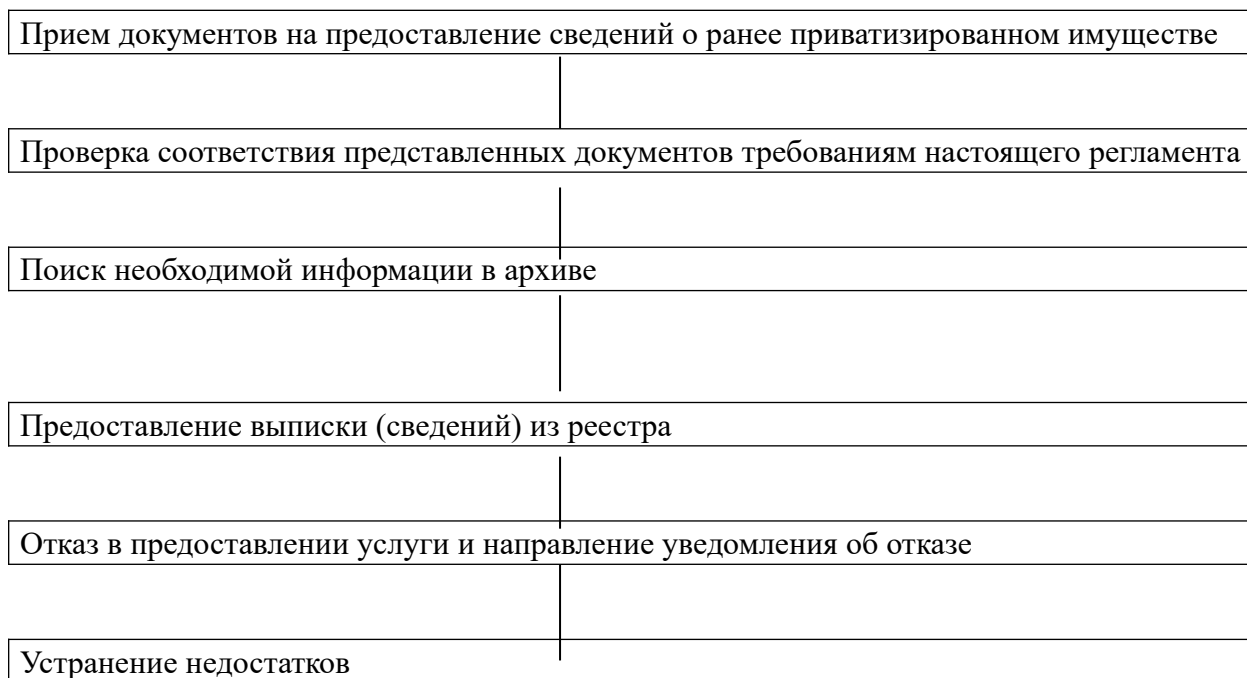 Прием документов на предоставление сведений о ранее приватизированном имуществе
Проверка соответствия представленных документов требованиям настоящего регламента
Поиск необходимой информации в архиве
Предоставление выписки (сведений) из реестра
Отказ в предоставлении услуги и направление уведомления об отказе
Устранение недостатков